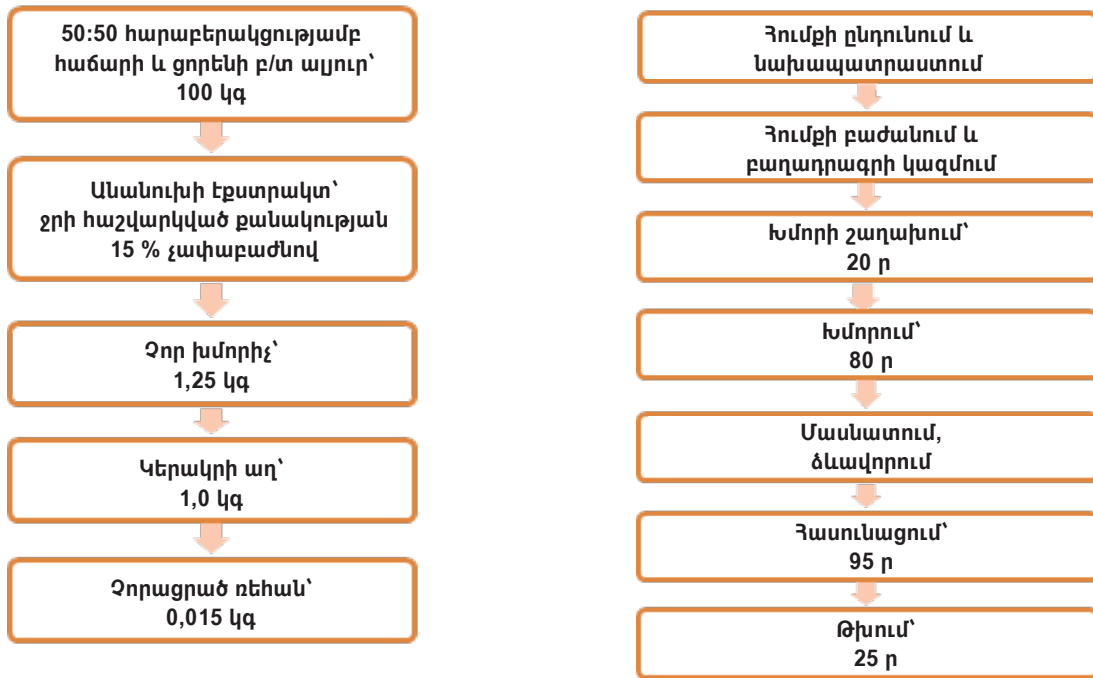 50:50 հարաբերակցությամբ
հաճարի և ցորենի բ/տ ալյուր՝
100 կգ
Անանուխի էքստրակտ՝
ջրի հաշվարկված քանակության
15 % չափաբաժնով
Չոր խմորիչ՝
1,25 կգ
Կերակրի աղ՝
1,0 կգ
Չորացրած ռեհան՝
0,015 կգ
Հումքի ընդունում և
նախապատրաստում
Հումքի բաժանում և
բաղադրագրի կազմում
Խմորի շաղախում՝
20 ր
Խմորում՝
80 ր
Մասնատում,
ձևավորում
Հասունացում՝
95 ր
Թխում՝
25 ր